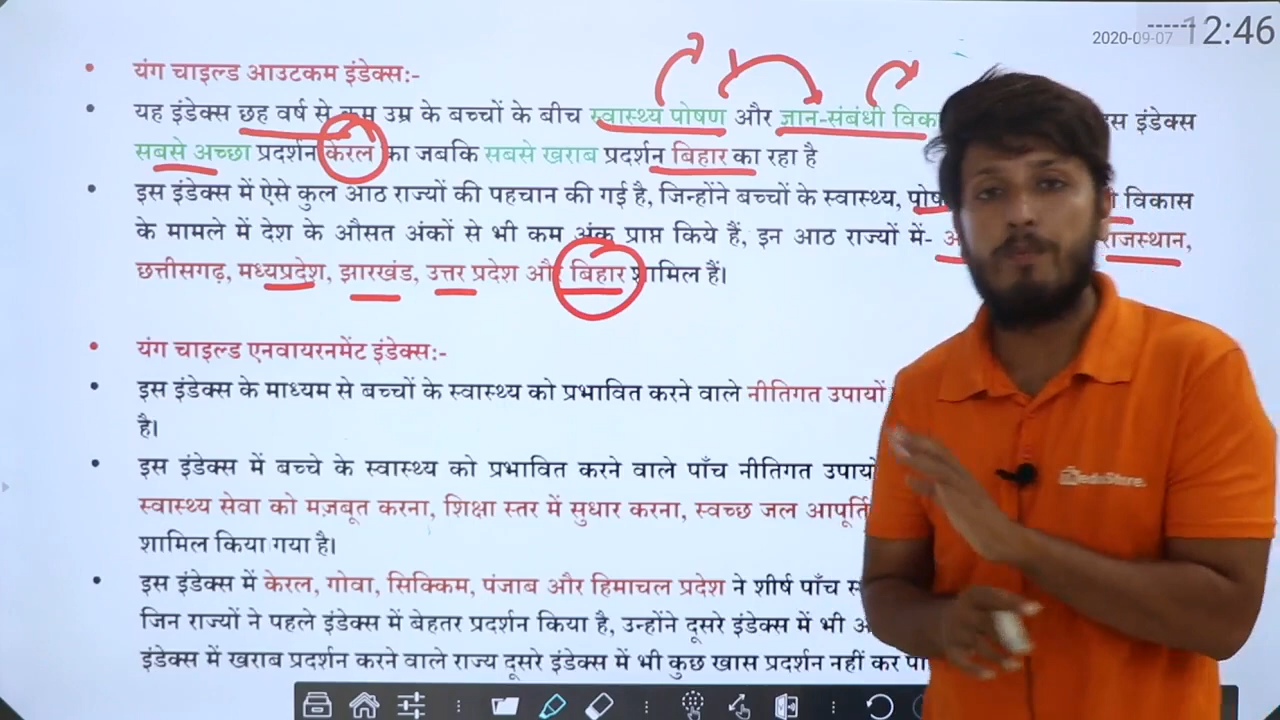 2020-09-07 12:46
• यंग चाइल्ड आउटकम इंडेक्स:-
• यह इंडेक्स छह वर्ष से कम उम्र के बच्चों के बीच स्वास्थ्य पोषण और ज्ञान-संबंधी इंडेक्स
सबसे अच्छा प्रदर्शन केरल का जबकि सबसे खराब प्रदर्शन बिहार का रहा है
• इस इंडेक्स में ऐसे कुल आठ राज्यों की पहचान की गई है, जिन्होंने बच्चों के स्वास्थ्य, विकास
के मामले में देश के औसत अंकों से भी कम अंक प्राप्त किये हैं, इन आठ राज्यों में- राजस्थान,
छत्तीसगढ़, मध्यप्रदेश, झारखंड, उत्तर प्रदेश और बिहार शामिल हैं।
• यंग चाइल्ड एनवायरनमेंट इंडेक्स:-
• इस इंडेक्स के माध्यम से बच्चों के स्वास्थ्य को प्रभावित करने वाले नीतिगत उपायों
है।
• इस इंडेक्स में बच्चे के स्वास्थ्य को प्रभावित करने वाले पाँच नीतिगत
स्वास्थ्य सेवा को मज़बूत करना, शिक्षा स्तर में सुधार करना, स्वच्छ जल
शामिल किया गया है।
• इस इंडेक्स में केरल, गोवा, सिक्किम, पंजाब और हिमाचल प्रदेश ने शीर्ष पाँच
जिन राज्यों ने पहले इंडेक्स में बेहतर प्रदर्शन किया है, उन्होंने दूसरे इंडेक्स में भी
इंडेक्स में खराब प्रदर्शन करने वाले राज्य दूसरे इंडेक्स में भी कुछ खास प्रदर्शन नहीं कर